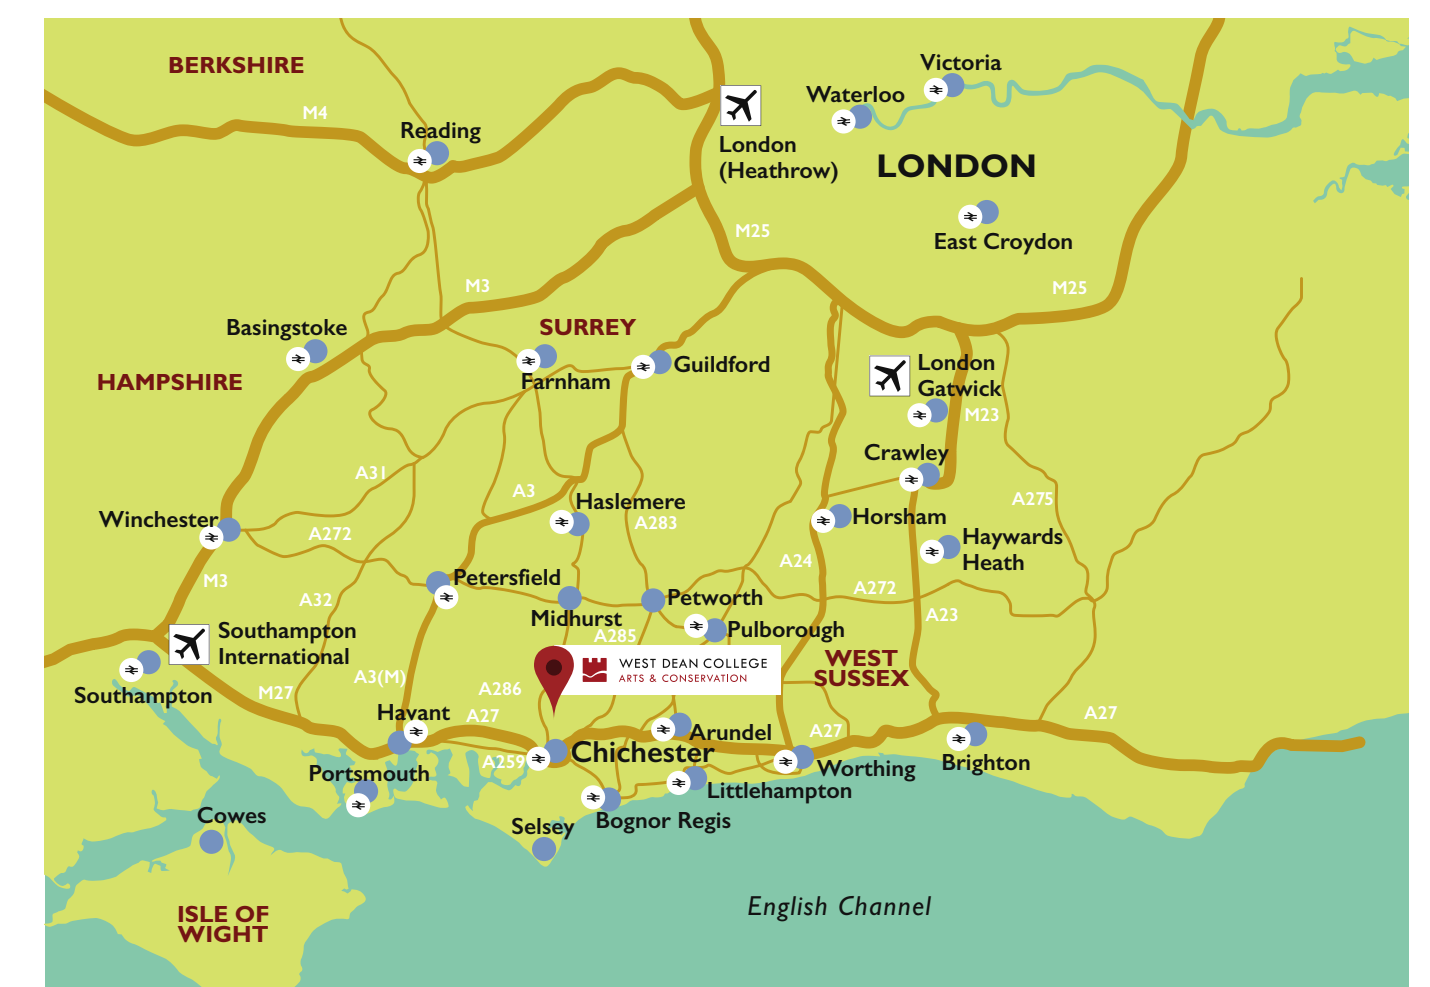 BERKSHIRE
Victoria
Waterloo
M4
Reading
London
(Heathrow)
LONDON
M25
East Croydon
M3
M25
Basingstoke
SURREY
HAMPSHIRE
Farnham
Guildford
London
Gatwick
M23
Crawley
A31
A3
Haslemere
A275
Winchester
A272
A283
Horsham
Haywards
Heath
M3
A24
Petersfield
A272
A32
Midhurst
Petworth
A23
Southampton
International
A285
Pulborough
WEST DEAN COLLEGE
ARTS & CONSERVATION
WEST
SUSSEX
Southampton
M27
A3(M)
A286
Havant
A27
Arundel
A27
A27
A259
Chichester
Portsmouth
Worthing
Brighton
Littlehampton
Cowes
Selsey
Bognor Regis
ISLE OF
WIGHT
English Channel